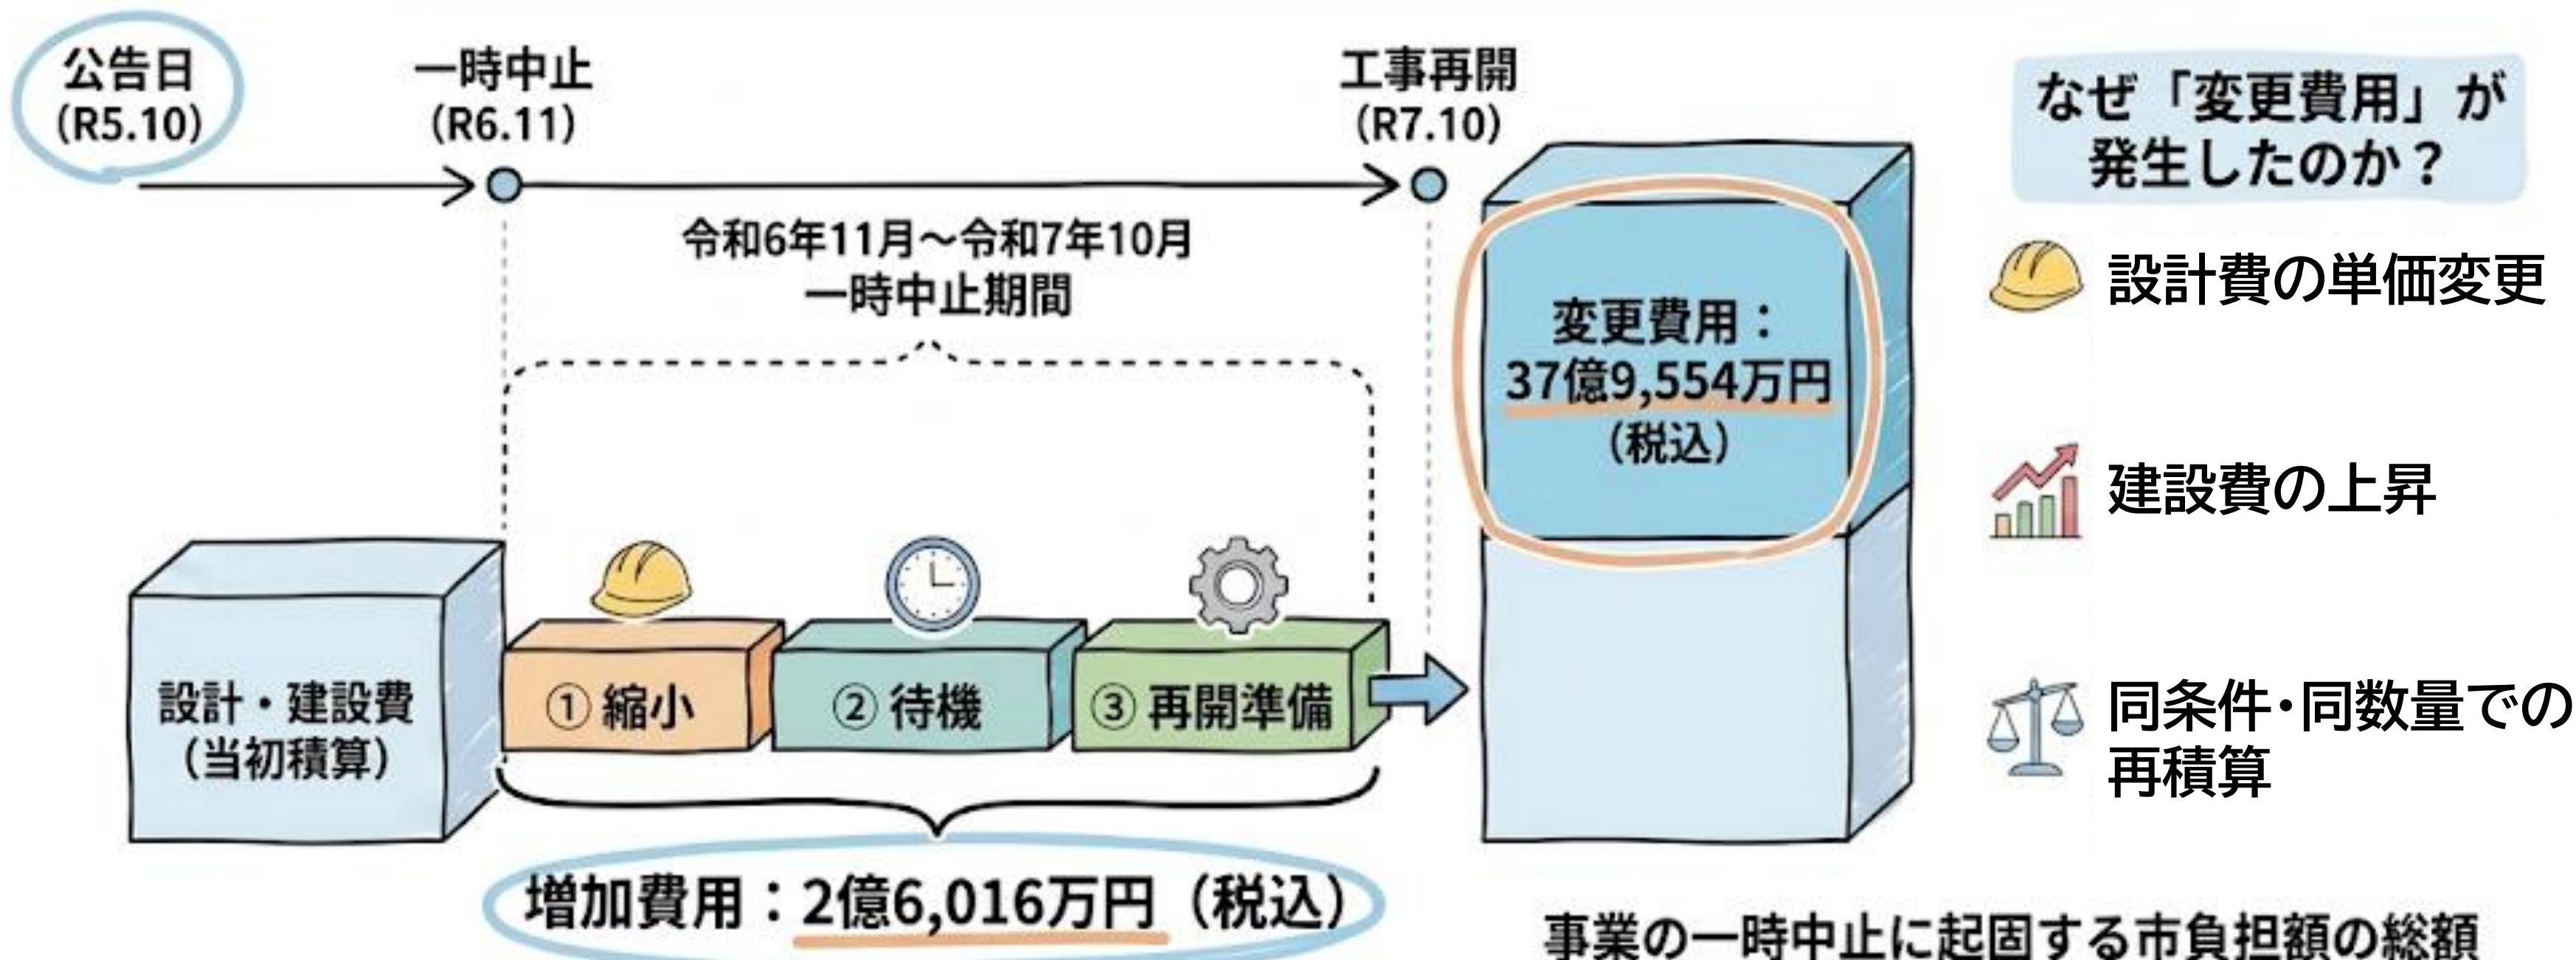 公告日
（R5.10）
一時中止
（R6.11）
工事再開
（R7.10）
令和6年11月～令和7年10月
一時中止期間
設計・建設費
（当初積算）
① 縮小
② 待機
③ 再開準備
増加費用：2億6,016万円（税込）
変更費用：
37億9,554万円
（税込）
なぜ「変更費用」が
発生したのか？
設計費の単価変更
建設費の上昇
同条件・同数量での
再積算
事業の一時中止に起因する市負担額の総額